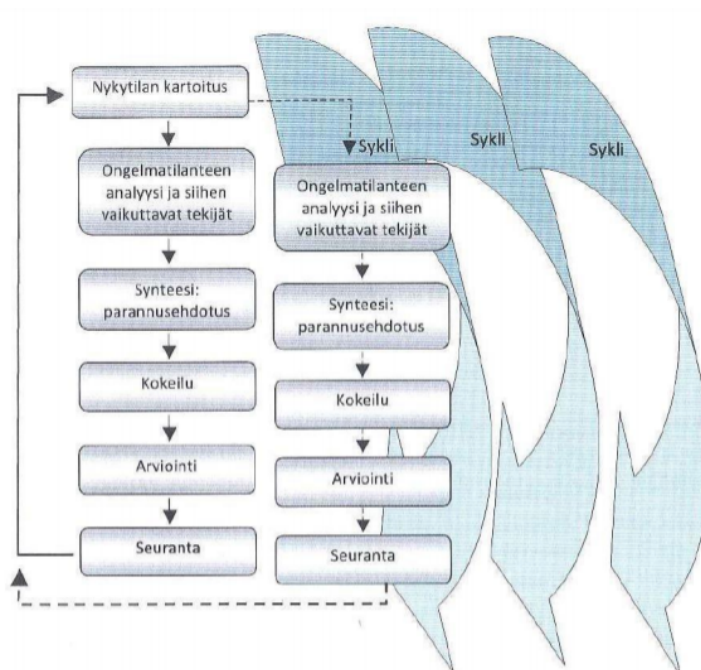 Nykytilan kartoitus
Ongelmatilanteen
analyysi ja siihen
vaikuttavat tekijät
Synteesi:
parannusehdotus
Kokeilu
Arviointi
Seuranta
Ongelmatilanteen
analyysi ja siihen
vaikuttavat tekijät
Synteesi:
parannusehdotus
Kokeilu
Arviointi
Seuranta
Sykli
Sykli
Sykli